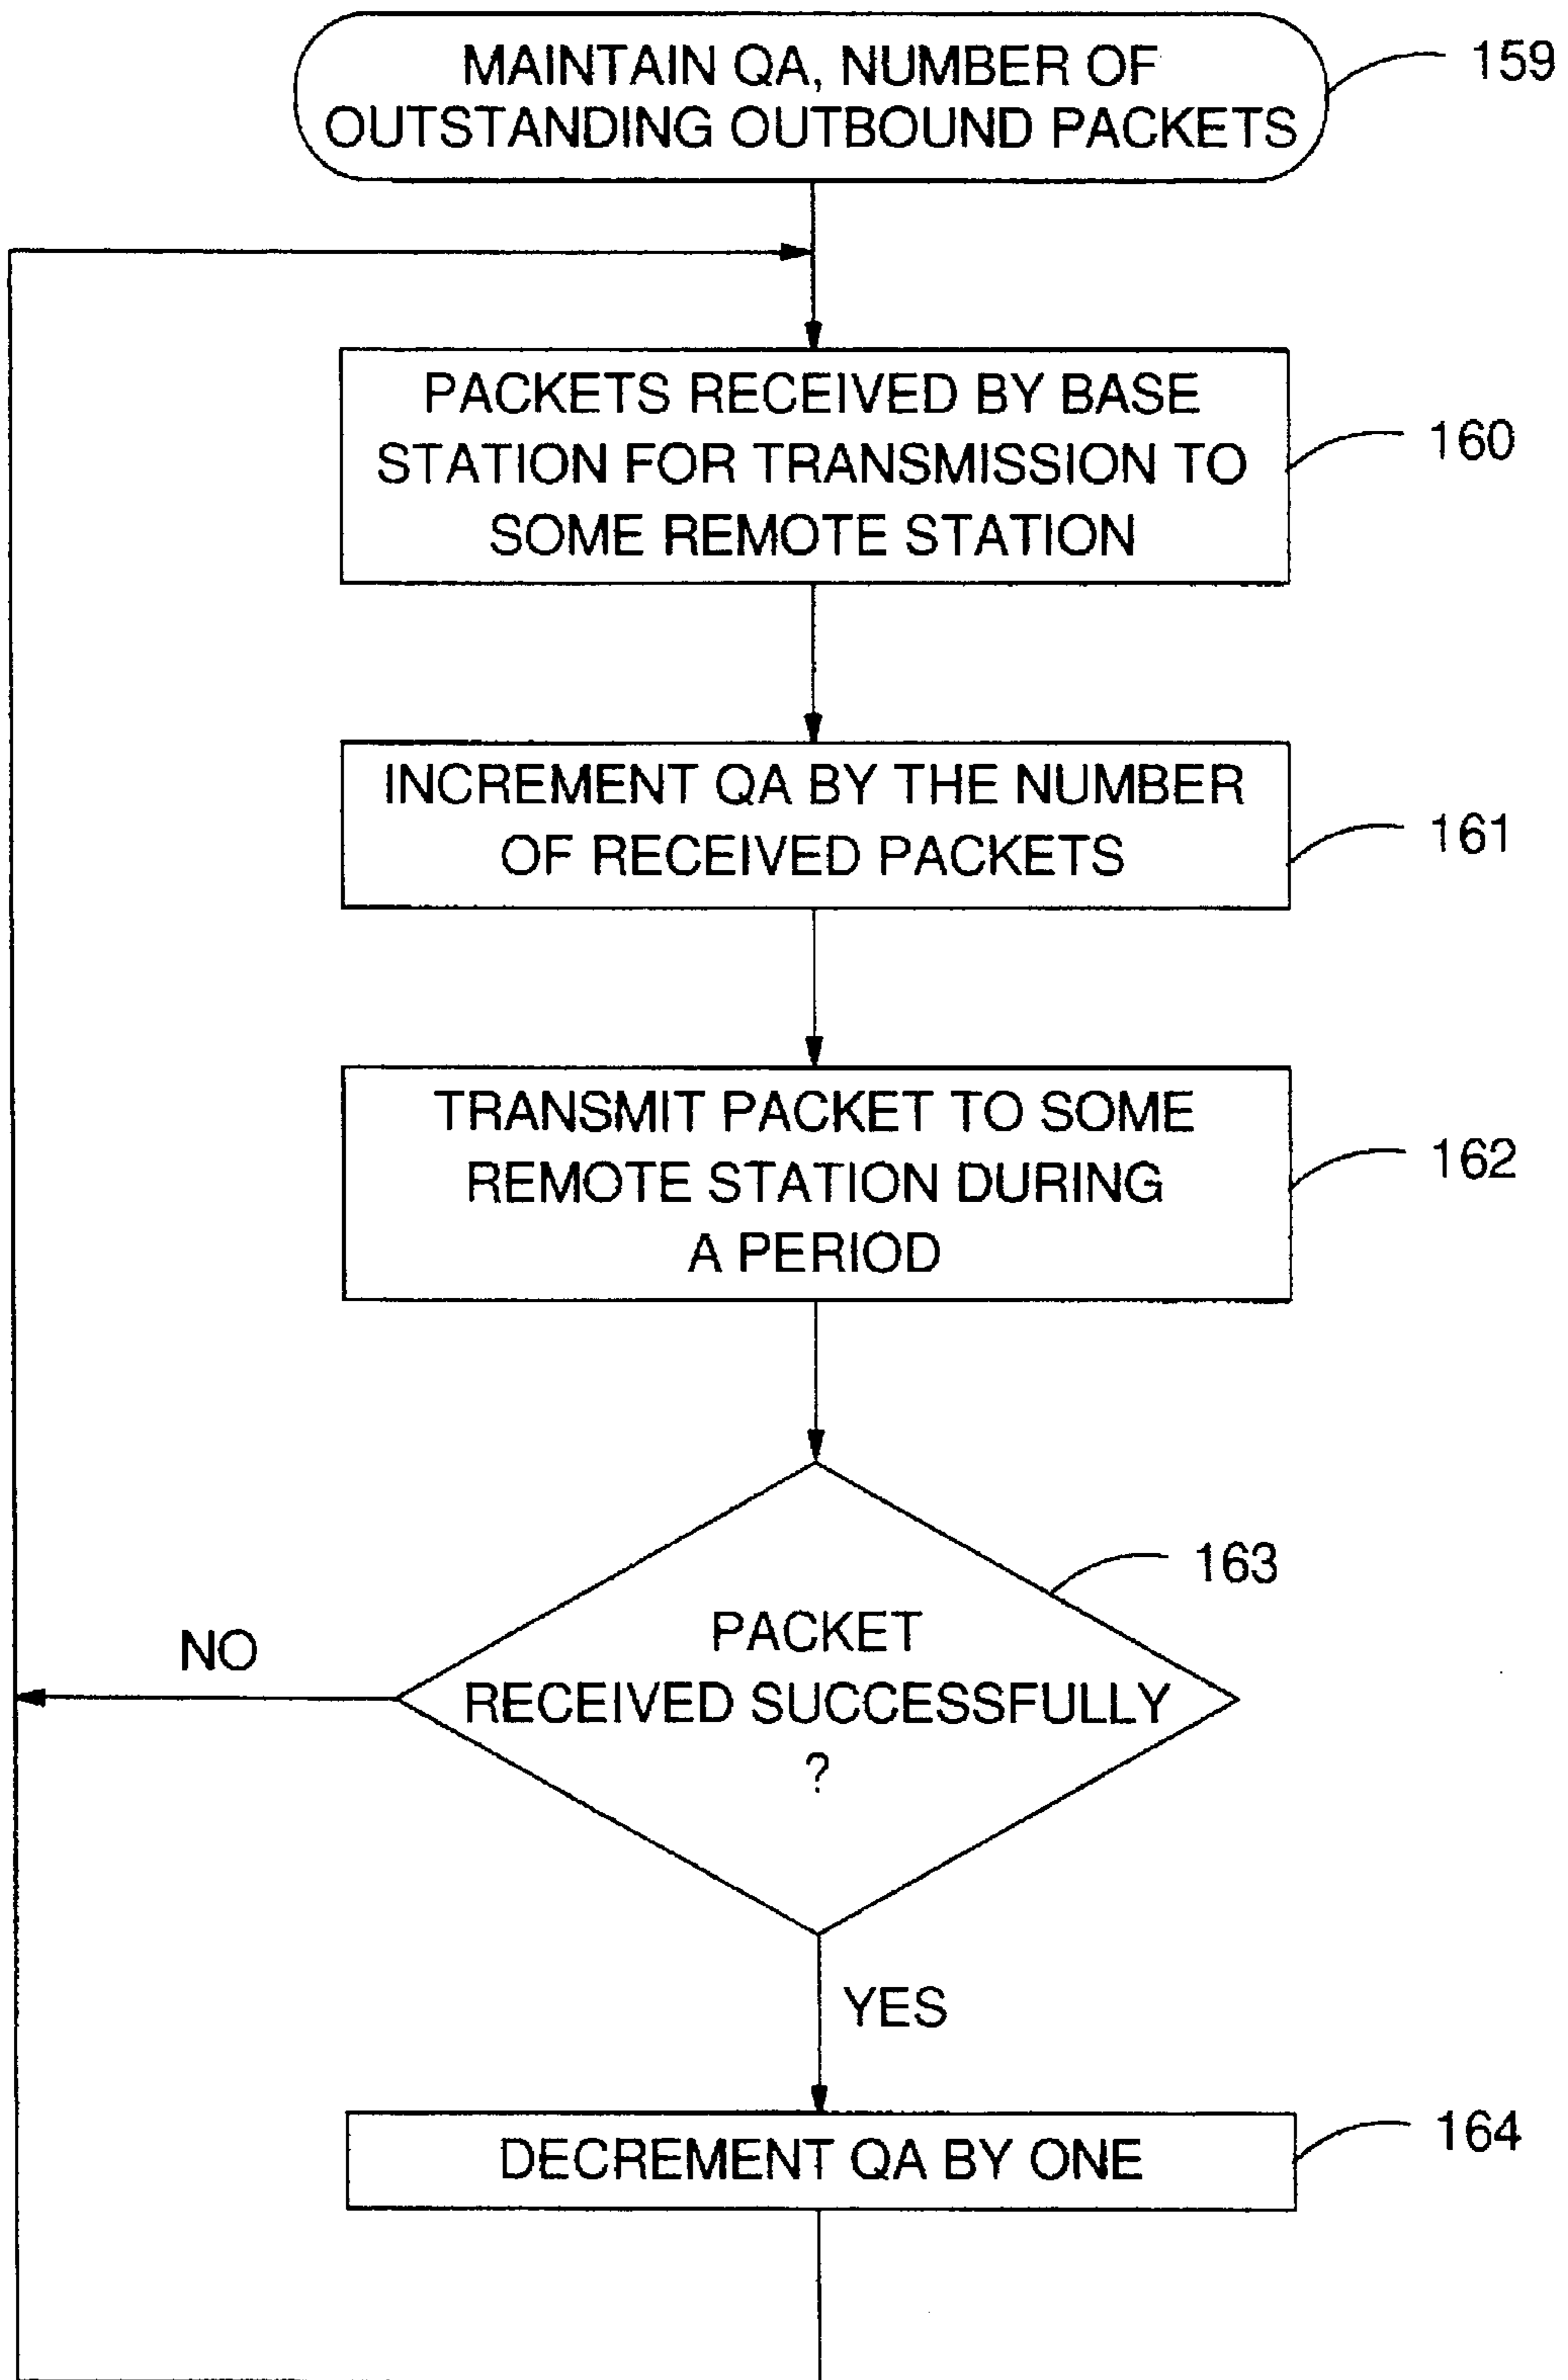 MAINTAIN QA, NUMBER OF
OUTSTANDING OUTBOUND PACKETS
159
PACKETS RECEIVED BY BASE
STATION FOR TRANSMISSION TO
SOME REMOTE STATION
160
INCREMENT QA BY THE NUMBER
OF RECEIVED PACKETS
161
TRANSMIT PACKET TO SOME
REMOTE STATION DURING
A PERIOD
162
163
PACKET
RECEIVED SUCCESSFULLY
?
NO
YES
DECREMENT QA BY ONE
164